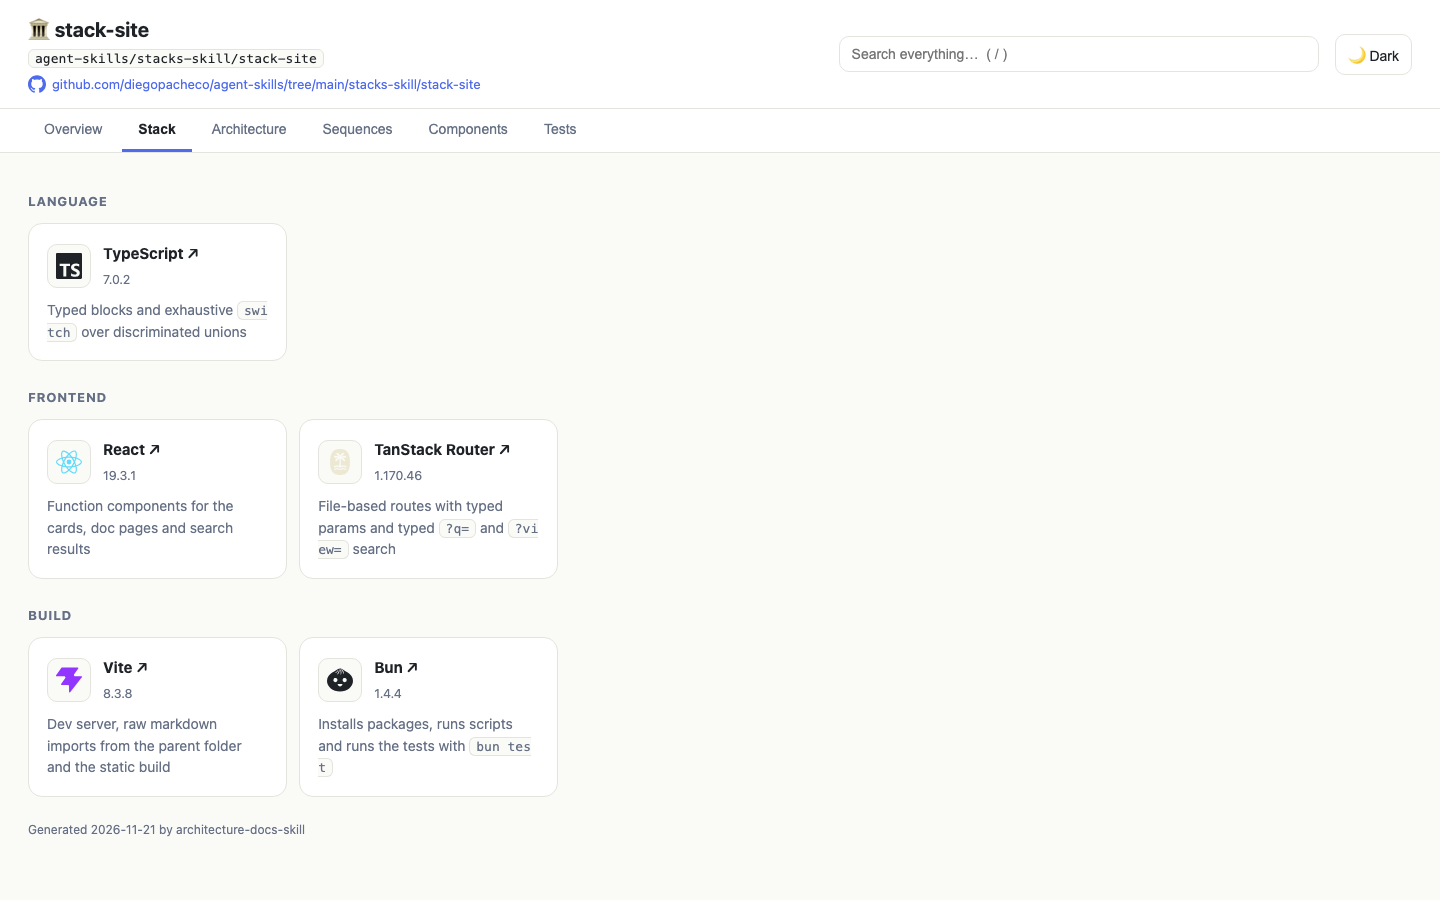 🏛️ stack-site
agent-skills/stacks-skill/stack-site
github.com/diegopacheco/agent-skills/tree/main/stacks-skill/stack-site
Search everything… ( / )
🌙 Dark
Overview
Stack
Architecture
Sequences
Components
Tests
LANGUAGE
TS
TypeScript ↗
7.0.2
Typed blocks and exhaustive swi
tch over discriminated unions
FRONTEND
React ↗
19.3.1
Function components for the
cards, doc pages and search
results
TanStack Router ↗
1.170.46
File-based routes with typed
params and typed ?q= and ?vi
ew= search
BUILD
Vite ↗
8.3.8
Dev server, raw markdown
imports from the parent folder
and the static build
Bun ↗
1.4.4
Installs packages, runs scripts
and runs the tests with bun tes
t
Generated 2026-11-21 by architecture-docs-skill